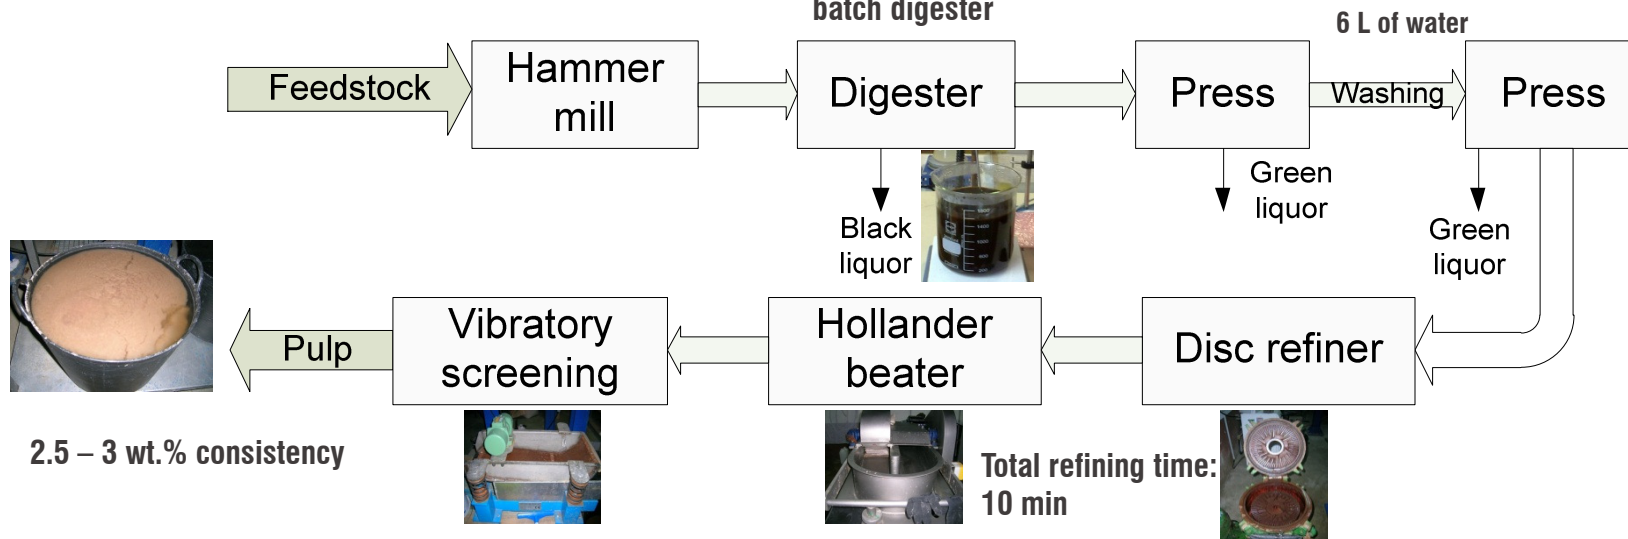 batch digester
6 L of water
Feedstock
Hammer
mill
Digester
Press
Washing
Press
Black
liquor
Green
liquor
Green
liquor
Disc refiner
Hollander
beater
Vibratory
screening
Pulp
2.5 – 3 wt.% consistency
Total refining time:
10 min